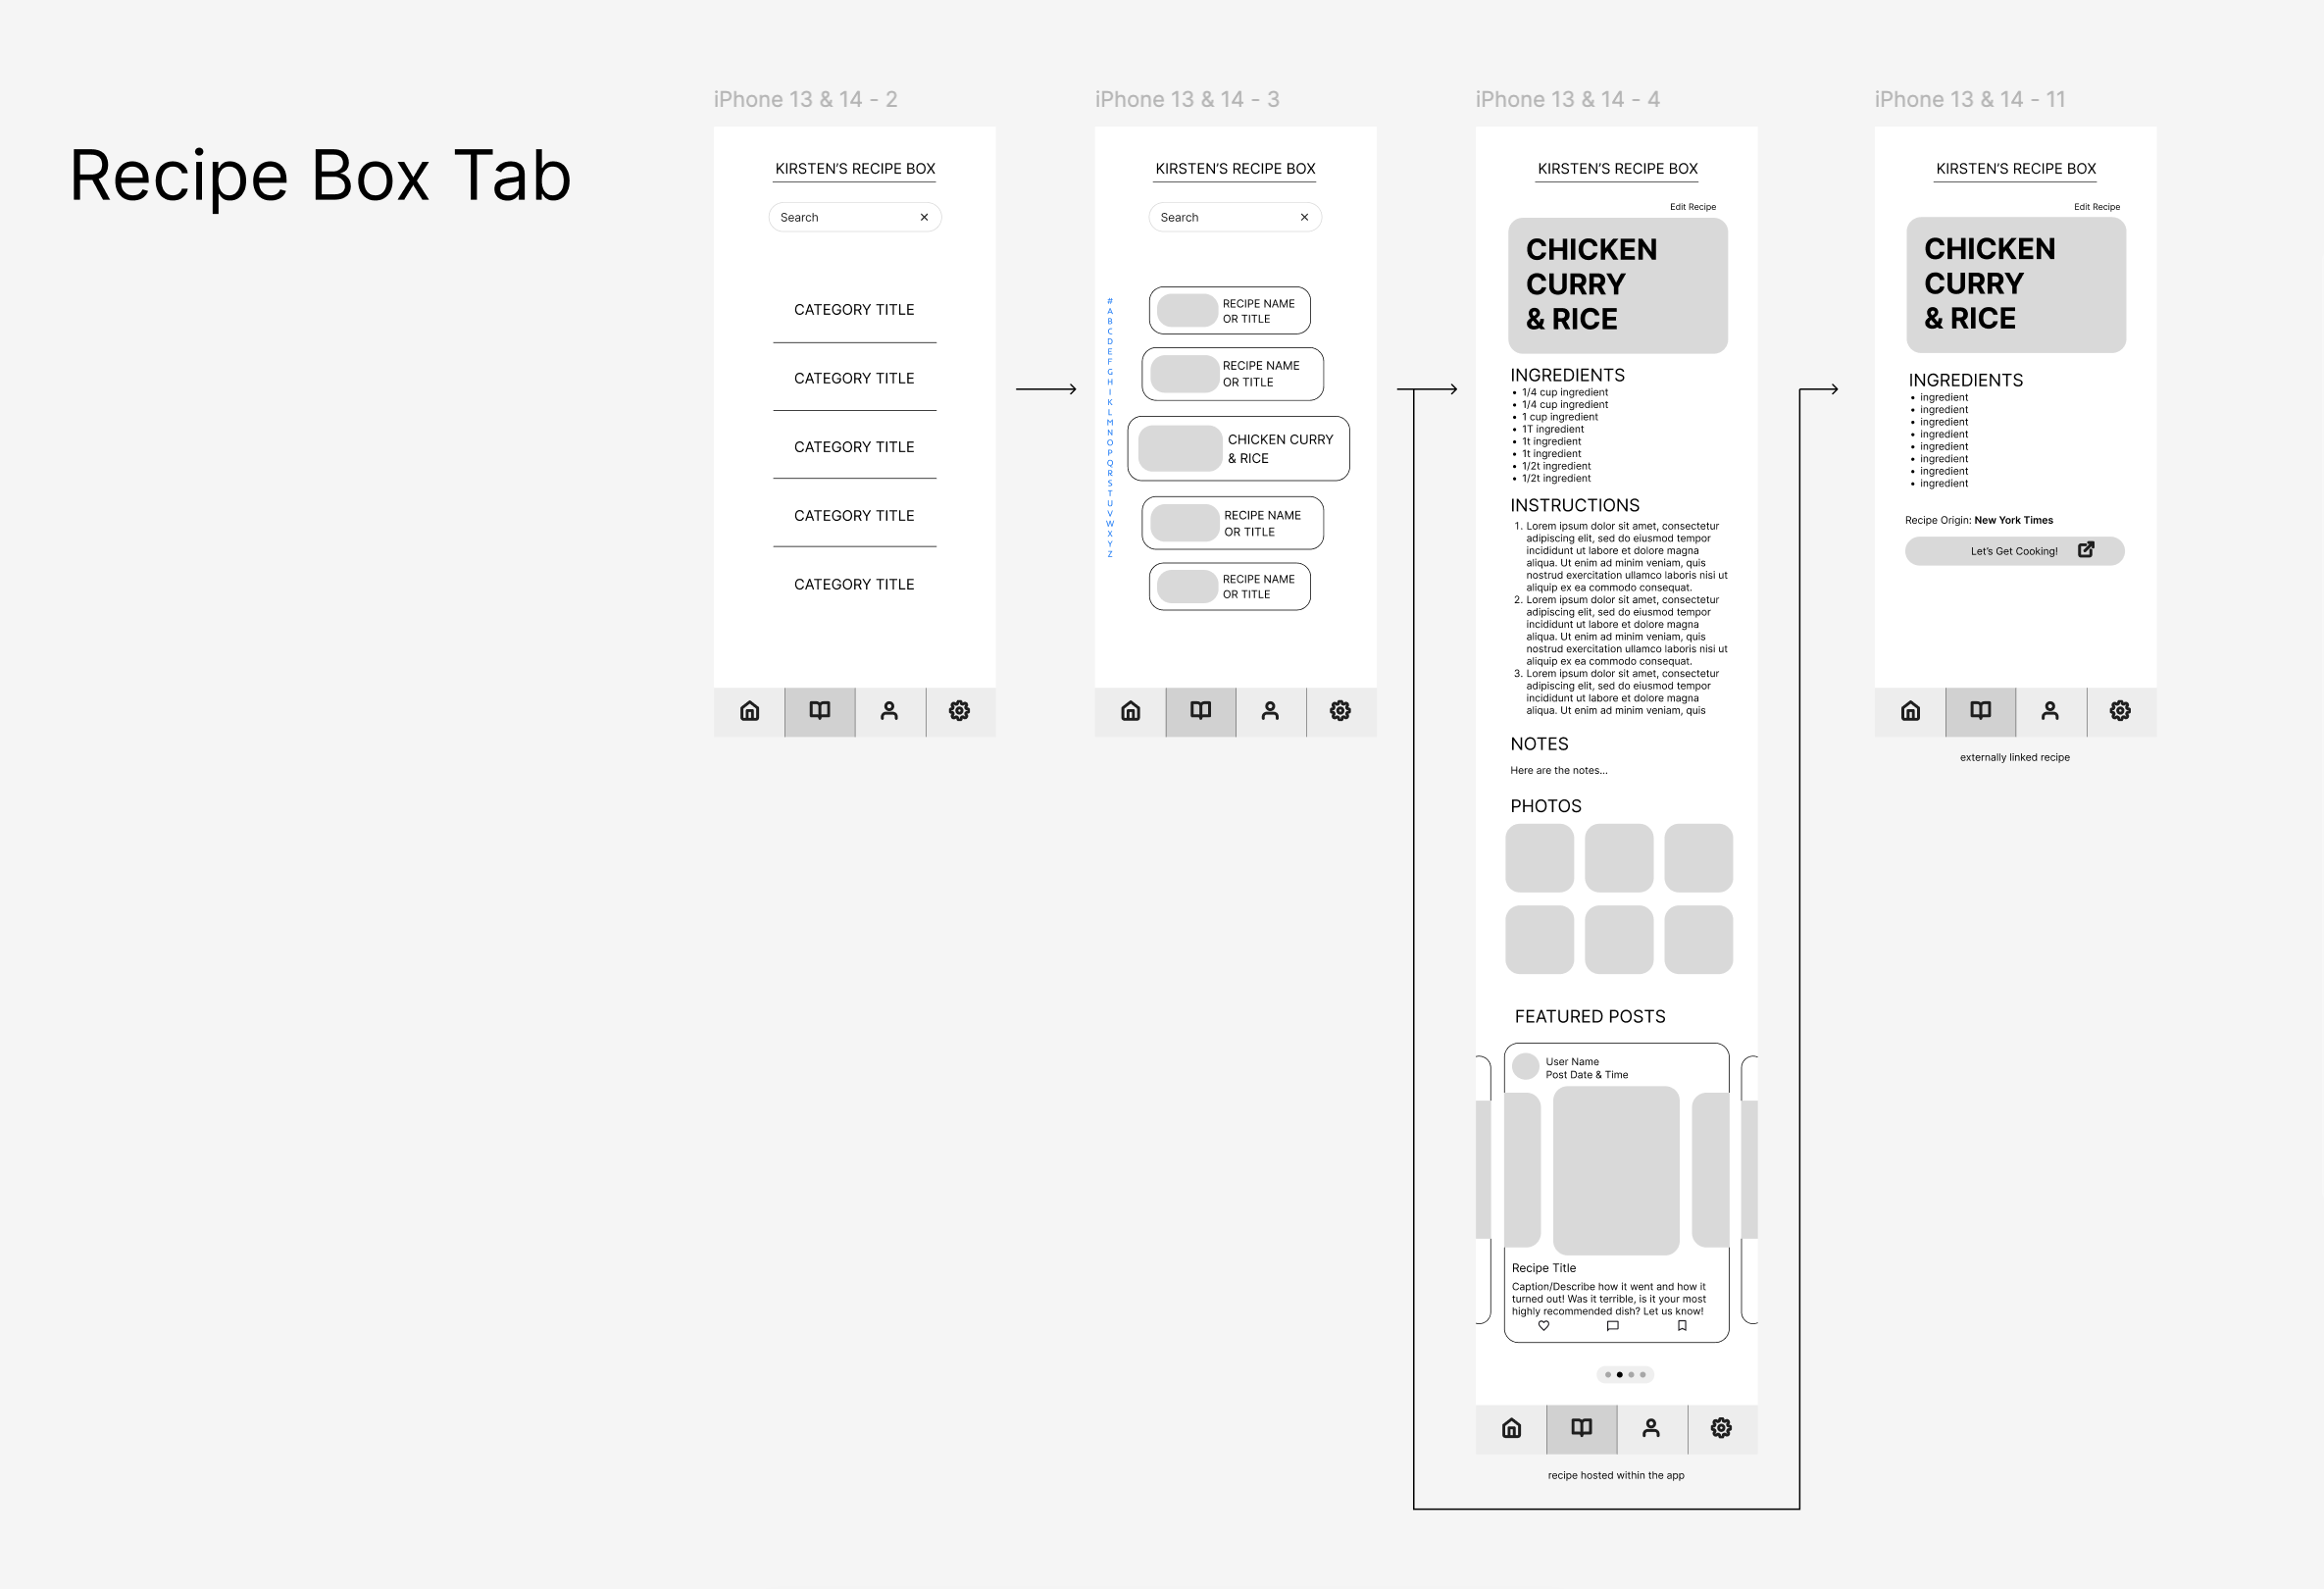 Recipe Box Tab
iPhone 13 & 14 - 2
KIRSTEN'S RECIPE BOX
Search
CATEGORY TITLE
CATEGORY TITLE
CATEGORY TITLE
CATEGORY TITLE
CATEGORY TITLE
iPhone 13 & 14 - 3
KIRSTEN'S RECIPE BOX
Search
#
A
B
C
D
E
F
G
H
I
K
L
M
N
O
P
Q
R
S
T
U
V
W
X
Y
Z
RECIPE NAME
OR TITLE
RECIPE NAME
OR TITLE
CHICKEN CURRY
& RICE
RECIPE NAME
OR TITLE
RECIPE NAME
OR TITLE
iPhone 13 & 14 - 4
KIRSTEN'S RECIPE BOX
Edit Recipe
CHICKEN
CURRY
& RICE
INGREDIENTS
• 1/4 cup ingredient
• 1/4 cup ingredient
• 1 cup ingredient
• 1T ingredient
• 1t ingredient
• 1t ingredient
• 1/2t ingredient
• 1/2t ingredient
INSTRUCTIONS
1. Lorem ipsum dolor sit amet, consectetur
adipiscing elit, sed do eiusmod tempor
incididunt ut labore et dolore magna
aliqua. Ut enim ad minim veniam, quis
nostrud exercitation ullamco laboris nisi ut
aliquip ex ea commodo consequat.
2. Lorem ipsum dolor sit amet, consectetur
adipiscing elit, sed do eiusmod tempor
incididunt ut labore et dolore magna
aliqua. Ut enim ad minim veniam, quis
nostrud exercitation ullamco laboris nisi ut
aliquip ex ea commodo consequat.
3. Lorem ipsum dolor sit amet, consectetur
adipiscing elit, sed do eiusmod tempor
incididunt ut labore et dolore magna
aliqua. Ut enim ad minim veniam, quis
NOTES
Here are the notes...
PHOTOS
FEATURED POSTS
User Name
Post Date & Time
Recipe Title
Caption/Describe how it went and how it
turned out! Was it terrible, is it your most
highly recommended dish? Let us know!
recipe hosted within the app
iPhone 13 & 14 - 11
KIRSTEN'S RECIPE BOX
Edit Recipe
CHICKEN
CURRY
& RICE
INGREDIENTS
• ingredient
• ingredient
• ingredient
• ingredient
• ingredient
• ingredient
• ingredient
• ingredient
Recipe Origin: New York Times
Let's Get Cooking!
externally linked recipe